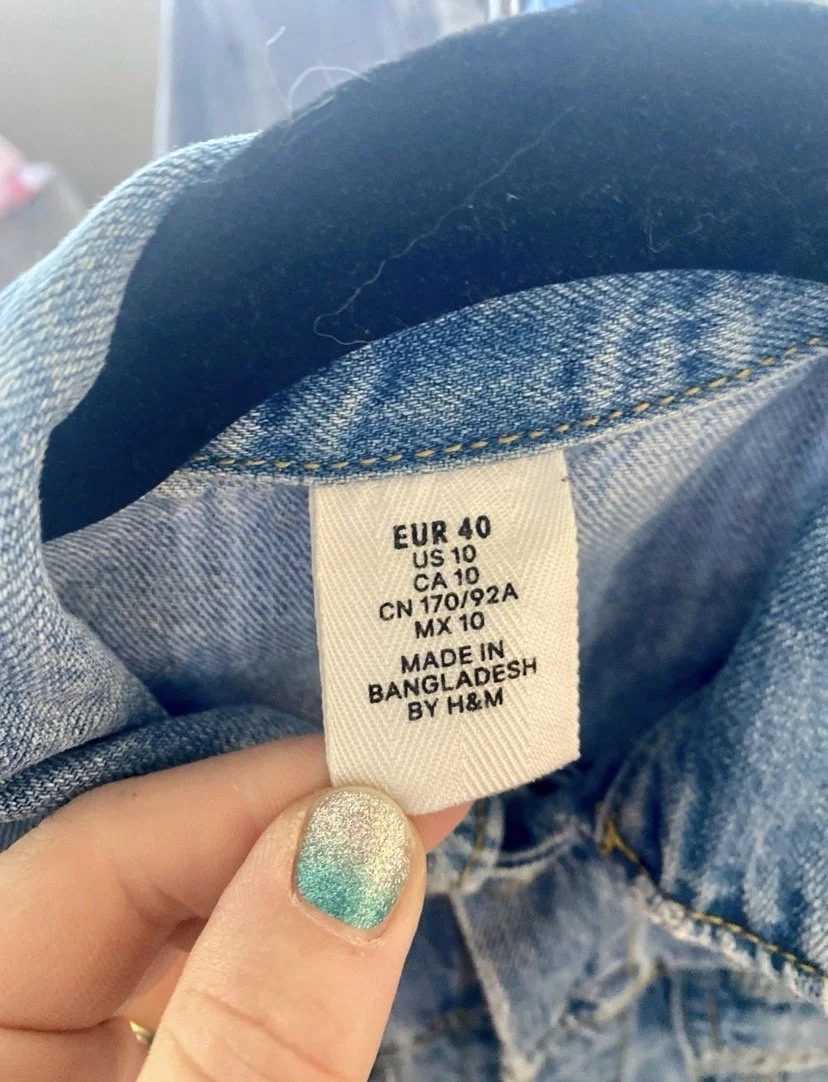 EUR 40
US 10
CA 10
CN 170/92A
MX 10
MADE IN
BANGLADESH
BY H&M